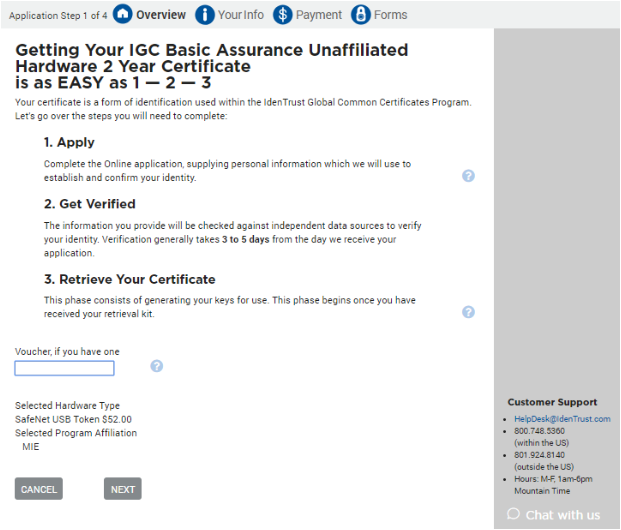 Application Step 1 of 4 Overview Your Info Payment Forms
Getting Your IGC Basic Assurance Unaffiliated
Hardware 2 Year Certificate
is as EASY as 1 — 2 — 3
Your certificate is a form of identification used within the IdenTrust Global Common Certificates Program.
Let's go over the steps you will need to complete:
1. Apply
Complete the Online application, supplying personal information which we will use to
establish and confirm your identity.
?
2. Get Verified
The information you provide will be checked against independent data sources to verify
your identity. Verification generally takes 3 to 5 days from the day we receive your
application.
3. Retrieve Your Certificate
This phase consists of generating your keys for use. This phase begins once you have
received your retrieval kit.
?
Voucher, if you have one
?
Selected Hardware Type
SafeNet USB Token $52.00
Selected Program Affiliation
MIE
CANCEL NEXT
Customer Support
• HelpDesk@IdenTrust.com
• 800.748.5360
(within the US)
• 801.924.8140
(outside the US)
• Hours: M-F, 1am-6pm
Mountain Time
Chat with us